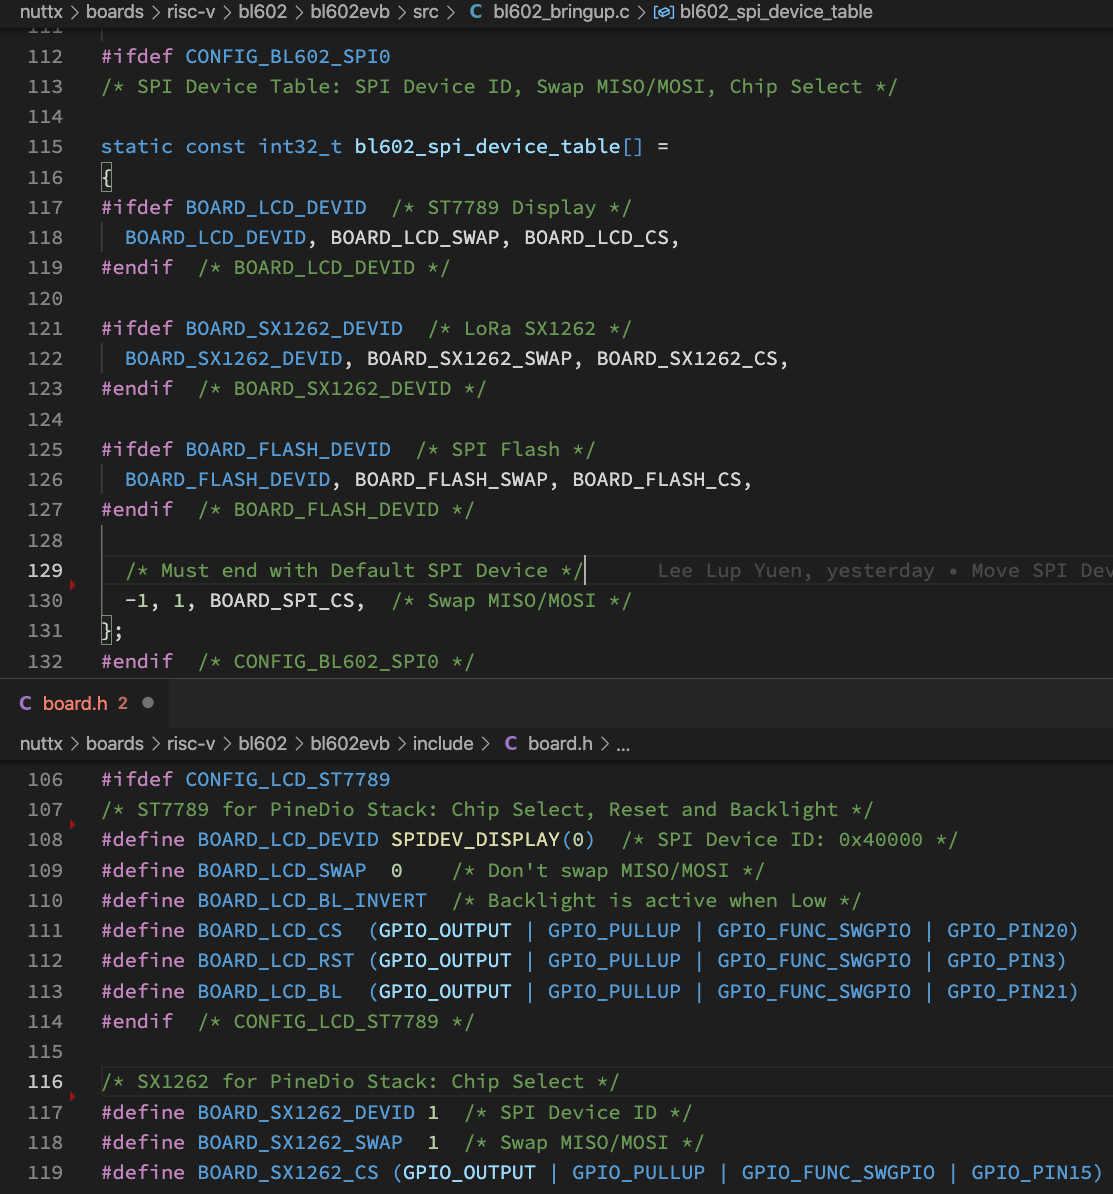 nuttx > boards > risc-v > bl602 > bl602evb > src > C bl602_bringup.c > bl602_spi_device_table
111
112 #ifdef CONFIG_BL602_SPI0
113 /* SPI Device Table: SPI Device ID, Swap MISO/MOSI, Chip Select */
114
115 static const int32_t bl602_spi_device_table[] =
116 {
117 #ifdef BOARD_LCD_DEVID  /* ST7789 Display */
118   BOARD_LCD_DEVID, BOARD_LCD_SWAP, BOARD_LCD_CS,
119 #endif  /* BOARD_LCD_DEVID */
120
121 #ifdef BOARD_SX1262_DEVID  /* LoRa SX1262 */
122   BOARD_SX1262_DEVID, BOARD_SX1262_SWAP, BOARD_SX1262_CS,
123 #endif  /* BOARD_SX1262_DEVID */
124
125 #ifdef BOARD_FLASH_DEVID  /* SPI Flash */
126   BOARD_FLASH_DEVID, BOARD_FLASH_SWAP, BOARD_FLASH_CS,
127 #endif  /* BOARD_FLASH_DEVID */
128
129   /* Must end with Default SPI Device */ Lee Lup Yuen, yesterday • Move SPI Dev
130   -1, 1, BOARD_SPI_CS,  /* Swap MISO/MOSI */
131 };
132 #endif  /* CONFIG_BL602_SPI0 */
C board.h 2 ●
nuttx > boards > risc-v > bl602 > bl602evb > include > C board.h > ...
106 #ifdef CONFIG_LCD_ST7789
107 /* ST7789 for PineDio Stack: Chip Select, Reset and Backlight */
108 #define BOARD_LCD_DEVID SPIDEV_DISPLAY(0)  /* SPI Device ID: 0x40000 */
109 #define BOARD_LCD_SWAP  0    /* Don't swap MISO/MOSI */
110 #define BOARD_LCD_BL_INVERT  /* Backlight is active when Low */
111 #define BOARD_LCD_CS  (GPIO_OUTPUT | GPIO_PULLUP | GPIO_FUNC_SWGPIO | GPIO_PIN20)
112 #define BOARD_LCD_RST (GPIO_OUTPUT | GPIO_PULLUP | GPIO_FUNC_SWGPIO | GPIO_PIN3)
113 #define BOARD_LCD_BL  (GPIO_OUTPUT | GPIO_PULLUP | GPIO_FUNC_SWGPIO | GPIO_PIN21)
114 #endif  /* CONFIG_LCD_ST7789 */
115
116 /* SX1262 for PineDio Stack: Chip Select */
117 #define BOARD_SX1262_DEVID 1  /* SPI Device ID */
118 #define BOARD_SX1262_SWAP  1  /* Swap MISO/MOSI */
119 #define BOARD_SX1262_CS (GPIO_OUTPUT | GPIO_PULLUP | GPIO_FUNC_SWGPIO | GPIO_PIN15)